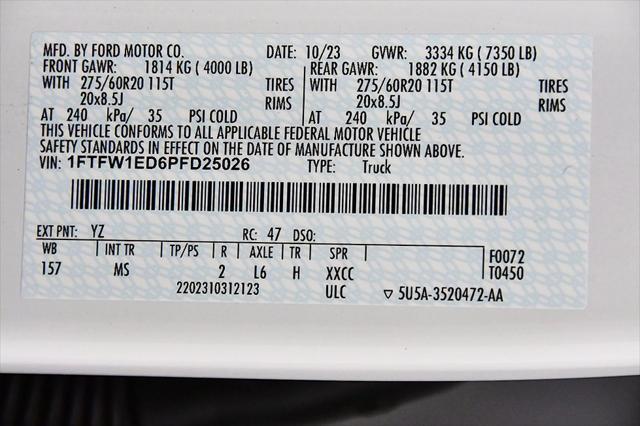 MFD. BY FORD MOTOR CO. DATE: 10/23 GVWR: 3334 KG ( 7350 LB)
FRONT GAWR: 1814 KG ( 4000 LB) REAR GAWR: 1882 KG ( 4150 LB)
WITH 275/60R20 115T TIRES WITH 275/60R20 115T TIRES
20x8.5J RIMS 20x8.5J RIMS
AT 240 kPa/ 35 PSI COLD AT 240 kPa/ 35 PSI COLD
THIS VEHICLE CONFORMS TO ALL APPLICABLE FEDERAL MOTOR VEHICLE
SAFETY STANDARDS IN EFFECT ON THE DATE OF MANUFACTURE SHOWN ABOVE.
VIN: 1FTFW1ED6PFD25026 TYPE: Truck
EXT PNT: YZ RC: 47 DSO:
WB INT TR TP/PS R AXLE TR SPR F0072
157 MS 2 L6 H XXCC T0450
2202310312123 ULC ▽ 5U5A-3520472-AA